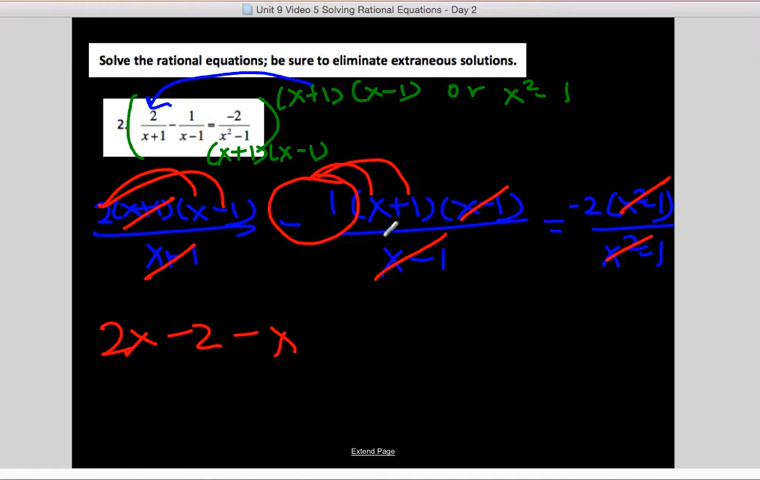 Unit 9 Video 5 Solving Rational Equations - Day 2
Solve the rational equations; be sure to eliminate extraneous solutions.
(x+1)(x-1) or x²-1
2. ( 2/(x+1) - 1/(x-1) = -2/(x²-1) )
(x+1)(x-1)
2(x+1)(x-1)/(x+1) - 1(x+1)(x-1)/(x-1) = -2(x²-1)/(x²-1)
2x-2-x
Extend Page